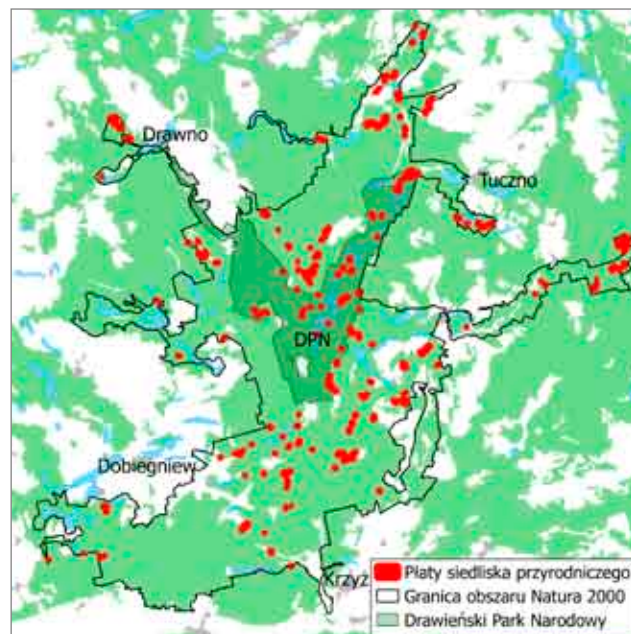 Drawno
Tuczno
DPN
Dobiegniew
Krzyż
Płaty siedliska przyrodniczego
Granica obszaru Natura 2000
Drawieński Park Narodowy